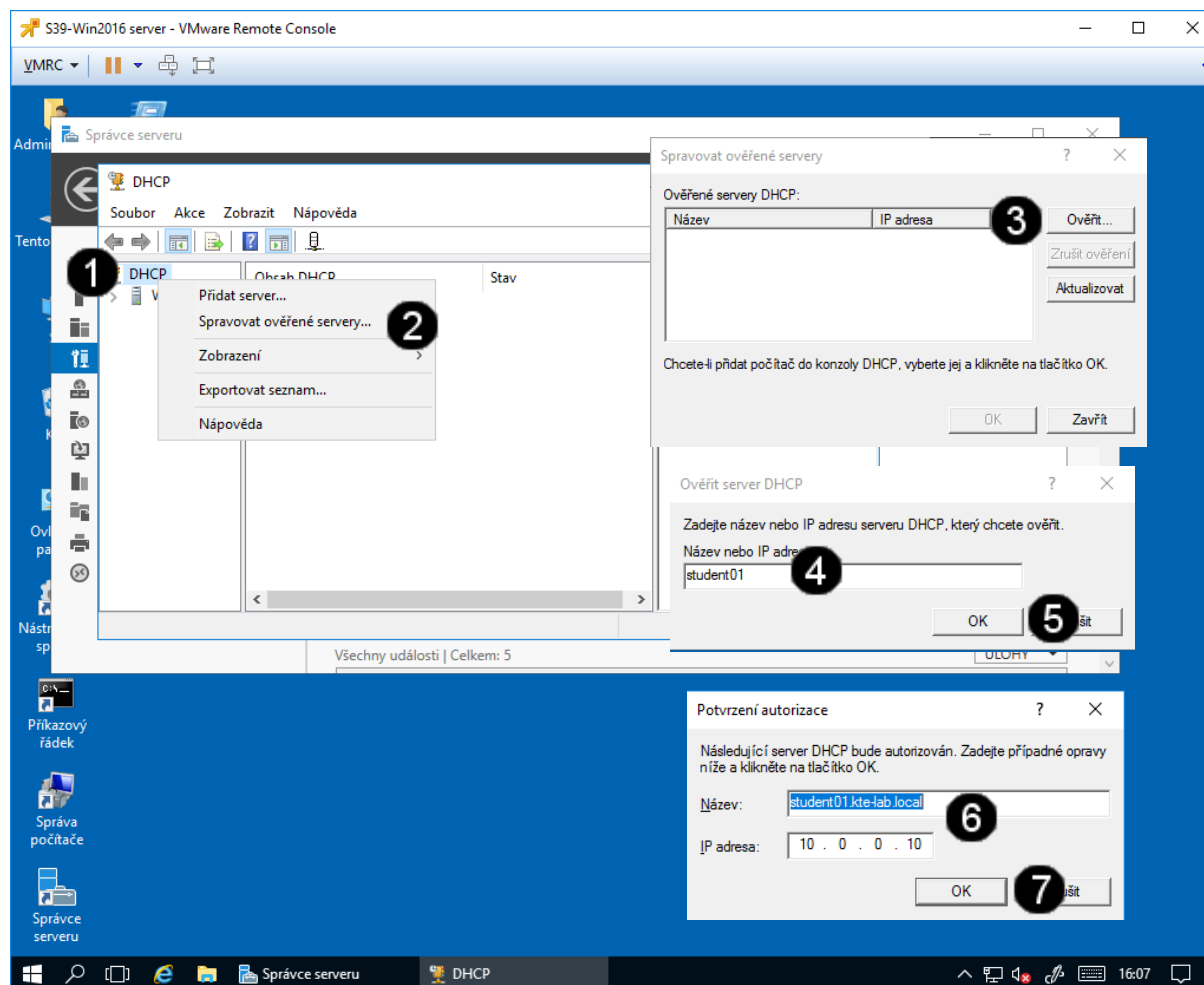 S39-Win2016 server - VMware Remote Console
VMRC
Správce serveru
DHCP
Soubor Akce Zobrazit Nápověda
1
DHCP
Obsah DHCP
Stav
Přidat server...
Spravovat ověřené servery...
2
Zobrazení
Exportovat seznam...
Nápověda
Spravovat ověřené servery
Ověřené servery DHCP:
Název
IP adresa
3
Ověřit...
Zrušit ověření
Aktualizovat
Chcete-li přidat počítač do konzoly DHCP, vyberte jej a klikněte na tlačítko OK.
OK
Zavřít
Ověřit server DHCP
Zadejte název nebo IP adresu serveru DHCP, který chcete ověřit.
Název nebo IP
student01
4
OK
5
Všechny události | Celkem: 5
ÚLOHY
Potvrzení autorizace
Následující server DHCP bude autorizován. Zadejte případné opravy
níže a klikněte na tlačítko OK.
Název:
student01.kte-lab.local
6
IP adresa:
10 . 0 . 0 . 10
OK
7
Tento
Příkazový
řádek
Správa
počítače
Správce
serveru
Správce serveru
DHCP
16:07